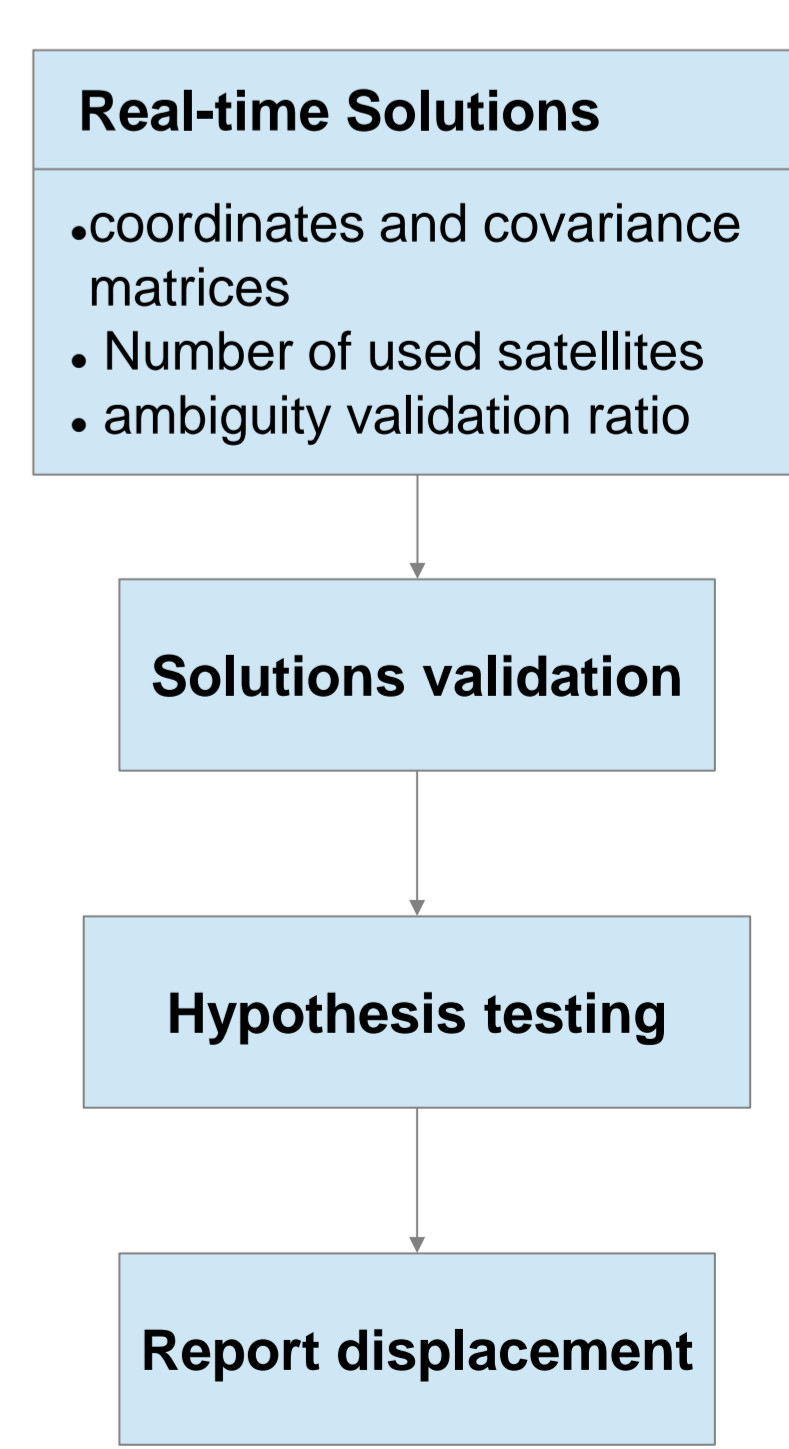 Real-time Solutions
•coordinates and covariance
matrices
• Number of used satellites
• ambiguity validation ratio
Solutions validation
Hypothesis testing
Report displacement